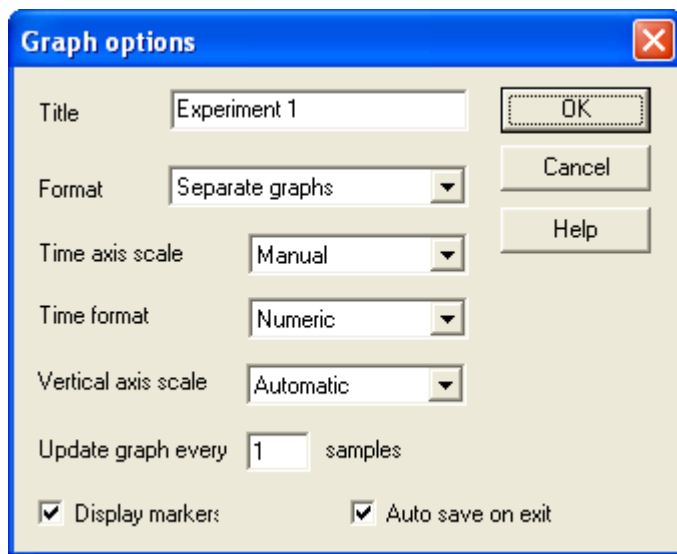 Graph options
Title Experiment 1 OK
Format Separate graphs Cancel
Time axis scale Manual Help
Time format Numeric
Vertical axis scale Automatic
Update graph every 1 samples
Display markers Auto save on exit